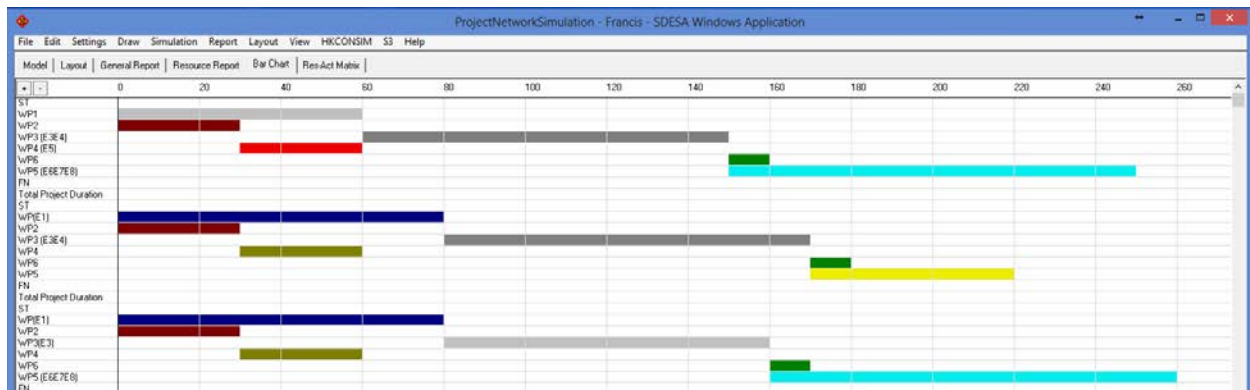 ProjectNetworkSimulation - Francis - SDESA Windows Application
File Edit Settings Draw Simulation Report Layout View HKCONSIM S3 Help
Model | Layout | General Report | Resource Report | Bar Chart | Res-Act Matrix |
+ - 0 20 40 60 80 100 120 140 160 180 200 220 240 260
ST
WP1
WP2
WP3 (E3E4)
WP4 (E5)
WP6
WP5 (E6E7E8)
FN
Total Project Duration
ST
WP(E1)
WP2
WP3 (E3E4)
WP4
WP6
WP5
FN
Total Project Duration
ST
WP(E1)
WP2
WP3(E3)
WP4
WP6
WP5 (E6E7E8)
FN